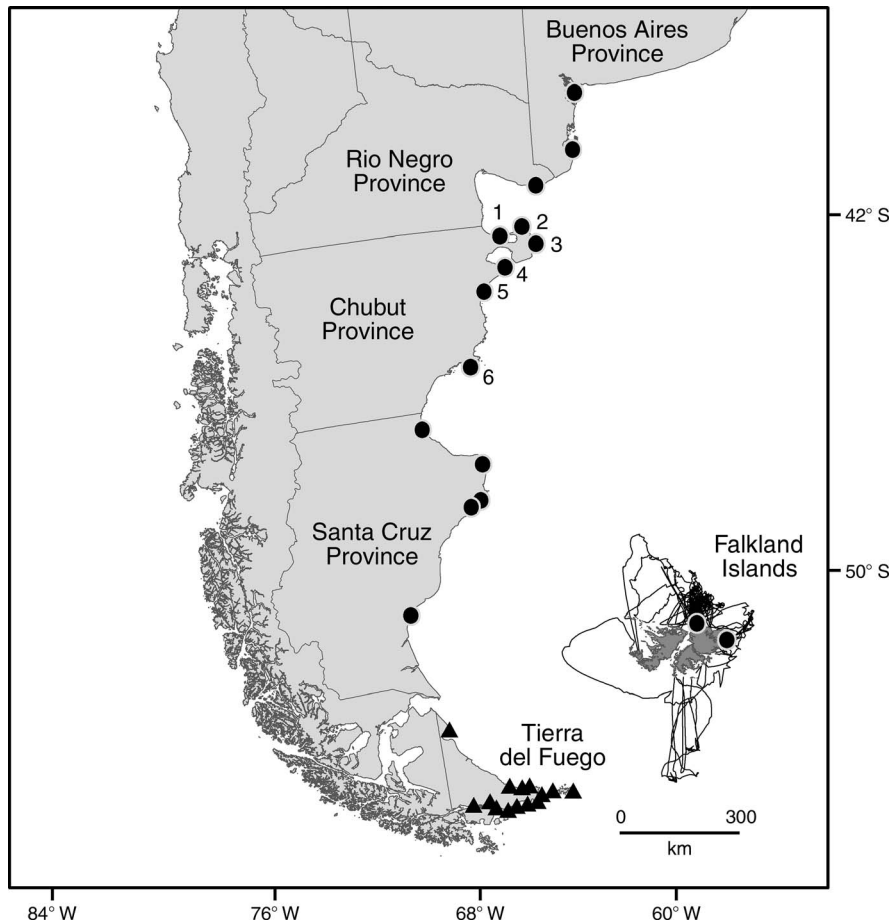 Buenos Aires
Province
Rio Negro
Province
42° S
1
2
3
4
5
Chubut
Province
6
Santa Cruz
Province
Falkland
Islands
50° S
Tierra
del Fuego
0 300
km
84° W 76° W 68° W 60° W